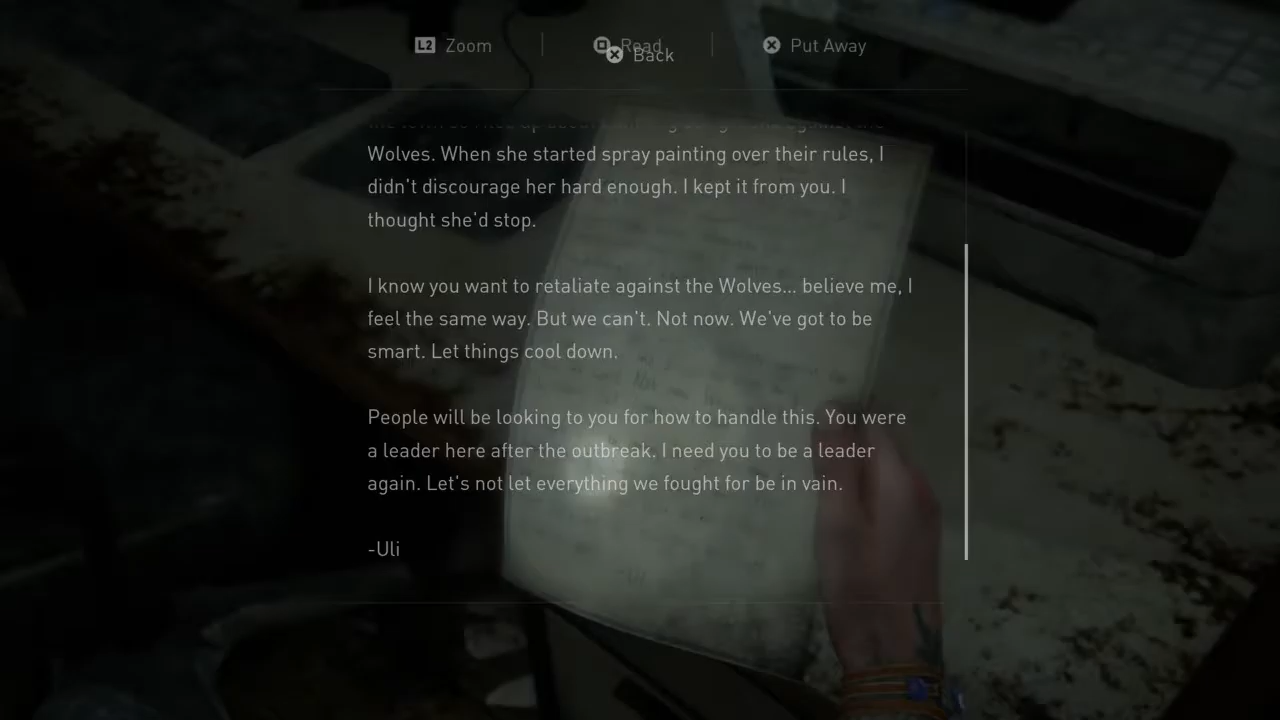 L2 Zoom
Read
Back
Put Away
Wolves. When she started spray painting over their rules, I
didn't discourage her hard enough. I kept it from you. I
thought she'd stop.
I know you want to retaliate against the Wolves... believe me, I
feel the same way. But we can't. Not now. We've got to be
smart. Let things cool down.
People will be looking to you for how to handle this. You were
a leader here after the outbreak. I need you to be a leader
again. Let's not let everything we fought for be in vain.
-Uli